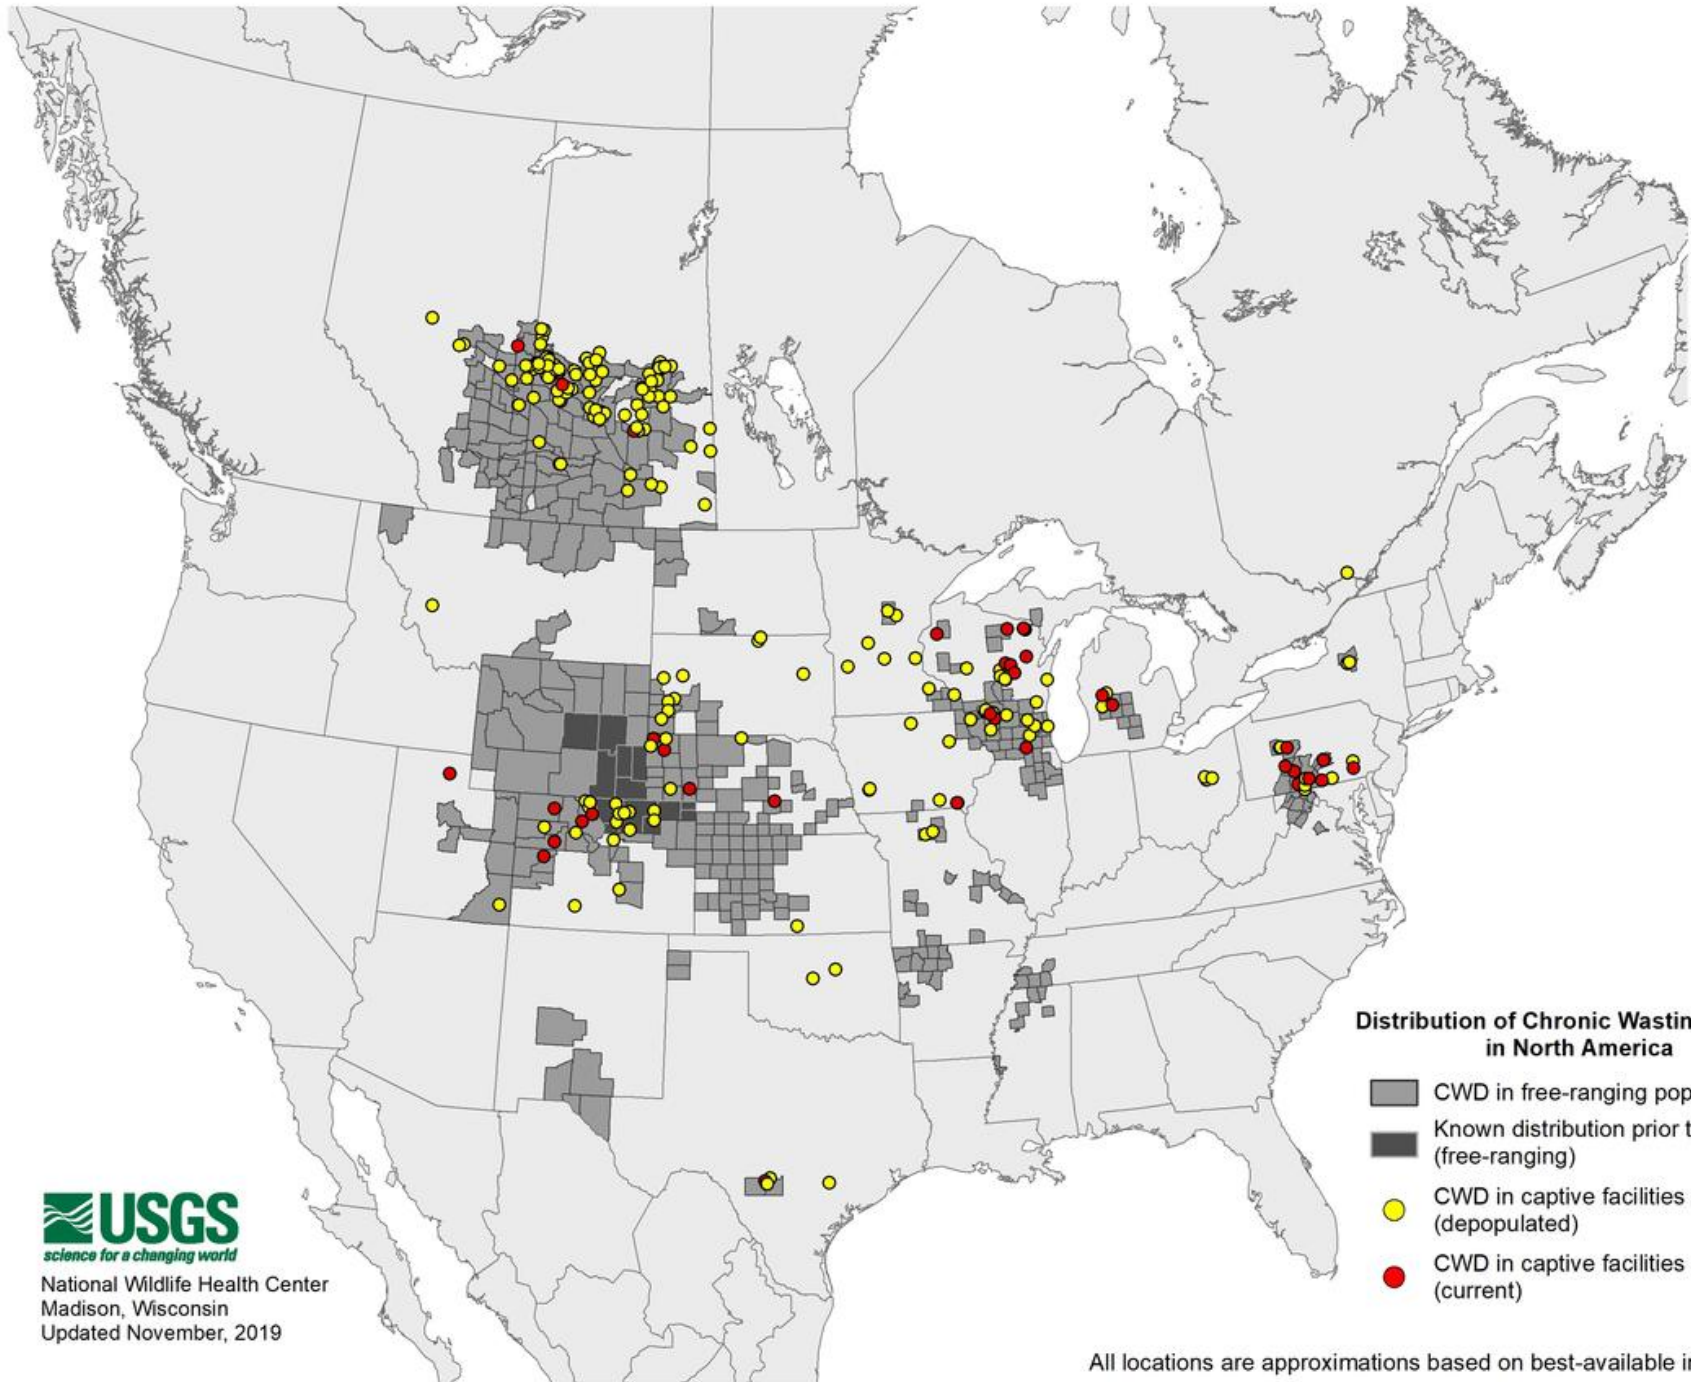 Distribution of Chronic Wastin
in North America
CWD in free-ranging pop
Known distribution prior t
(free-ranging)
CWD in captive facilities
(depopulated)
CWD in captive facilities
(current)
USGS
science for a changing world
National Wildlife Health Center
Madison, Wisconsin
Updated November, 2019
All locations are approximations based on best-available in